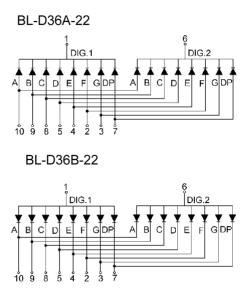 BL-D36A-22
1 6
DIG.1 DIG.2
A B C D E F G DP A B C D E F G DP
10 9 8 5 4 2 3 7
BL-D36B-22
1 6
DIG.1 DIG.2
A B C D E F G DP A B C D E F G DP
10 9 8 5 4 2 3 7